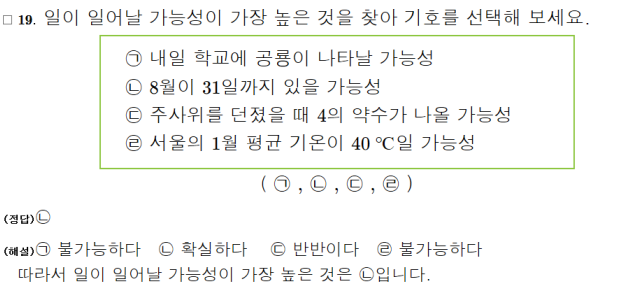 □ 19. 일이 일어날 가능성이 가장 높은 것을 찾아 기호를 선택해 보세요.
㉠ 내일 학교에 공룡이 나타날 가능성
㉡ 8월이 31일까지 있을 가능성
㉢ 주사위를 던졌을 때 4의 약수가 나올 가능성
㉣ 서울의 1월 평균 기온이 40 ℃일 가능성
( ㉠ , ㉡ , ㉢ , ㉣ )
(정답)㉡
(해설)㉠ 불가능하다 ㉡ 확실하다 ㉢ 반반이다 ㉣ 불가능하다
따라서 일이 일어날 가능성이 가장 높은 것은 ㉡입니다.